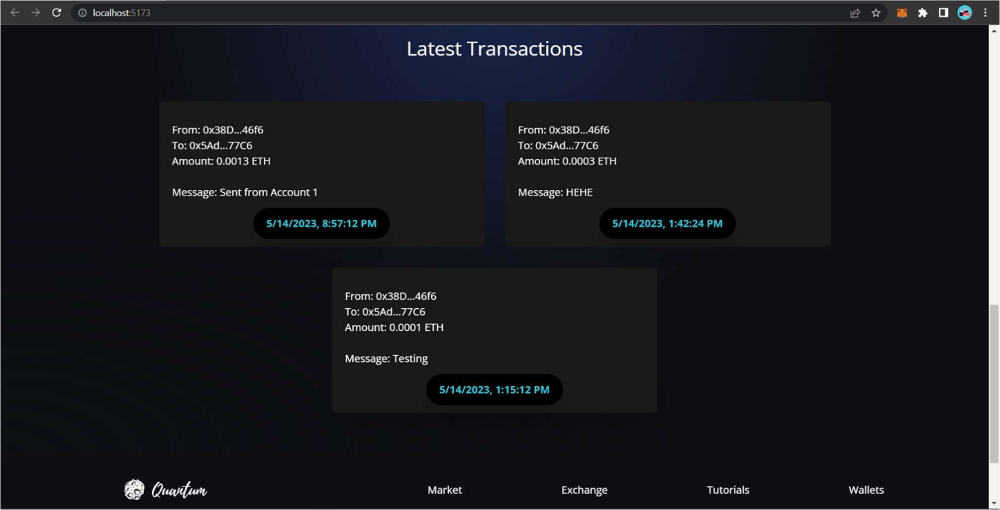 localhost:5173
Latest Transactions
From: 0x38D...46f6
To: 0x5Ad...77C6
Amount: 0.0013 ETH
Message: Sent from Account 1
5/14/2023, 8:57:12 PM
From: 0x38D...46f6
To: 0x5Ad...77C6
Amount: 0.0003 ETH
Message: HEHE
5/14/2023, 1:42:24 PM
From: 0x38D...46f6
To: 0x5Ad...77C6
Amount: 0.0001 ETH
Message: Testing
5/14/2023, 1:15:12 PM
Quantum Market Exchange Tutorials Wallets